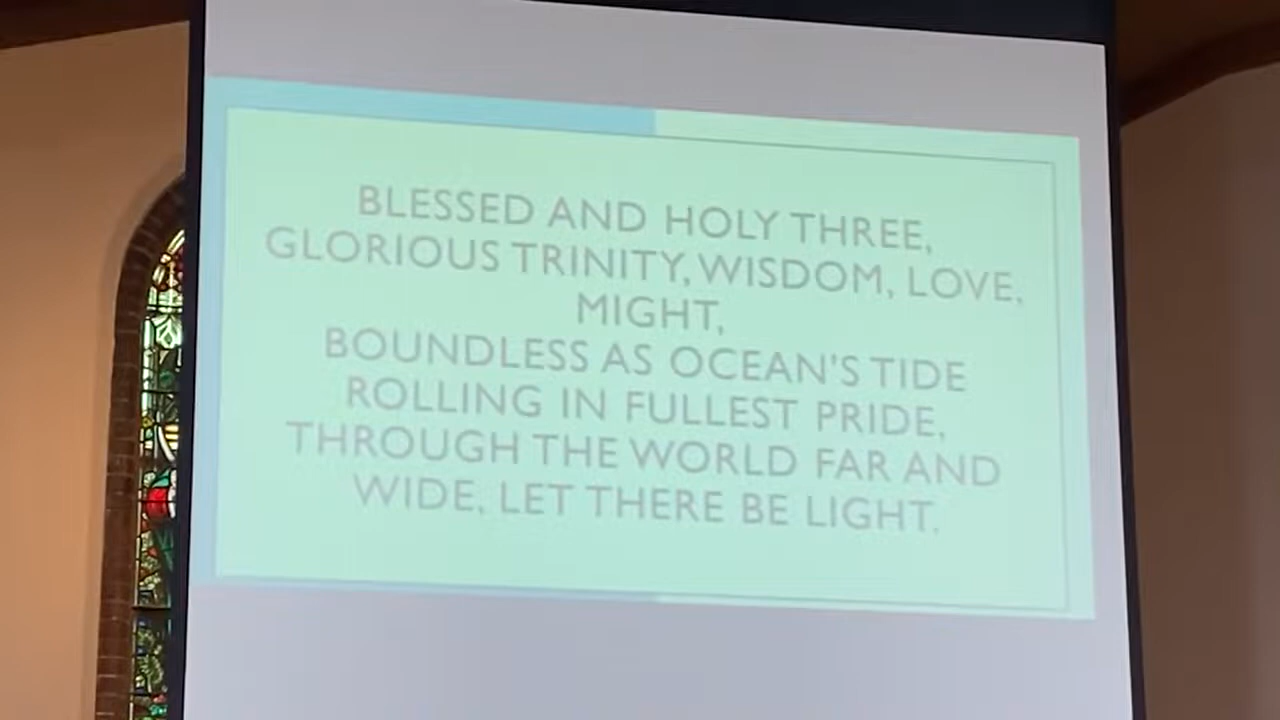 BLESSED AND HOLY THREE,
GLORIOUS TRINITY, WISDOM, LOVE,
MIGHT,
BOUNDLESS AS OCEAN'S TIDE
ROLLING IN FULLEST PRIDE,
THROUGH THE WORLD FAR AND
WIDE, LET THERE BE LIGHT.